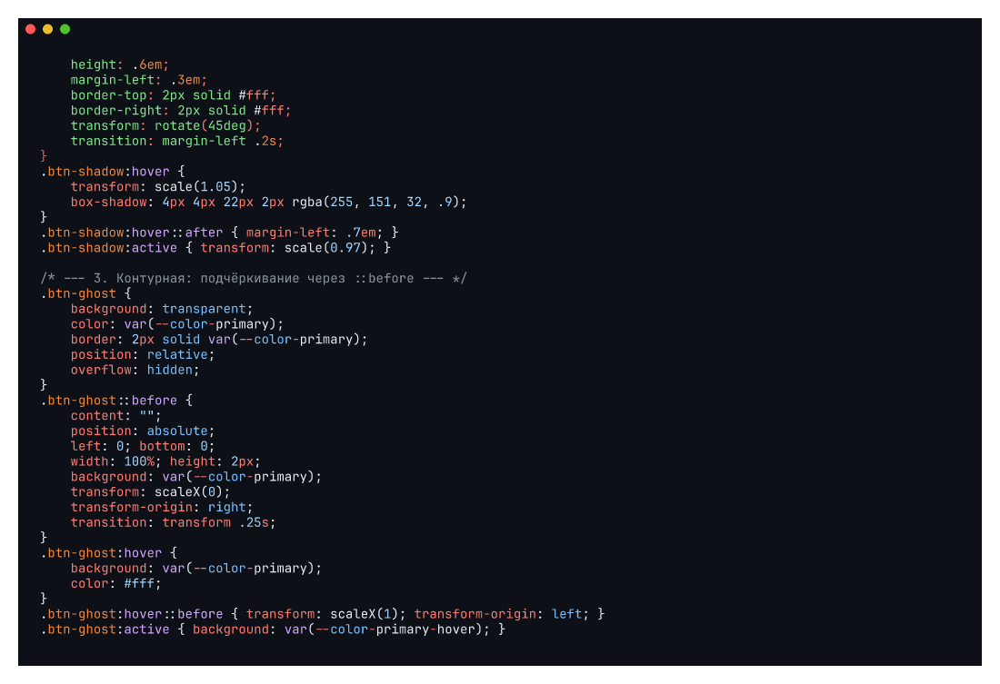 height: .6em;
    margin-left: .3em;
    border-top: 2px solid #fff;
    border-right: 2px solid #fff;
    transform: rotate(45deg);
    transition: margin-left .2s;
}
.btn-shadow:hover {
    transform: scale(1.05);
    box-shadow: 4px 4px 22px 2px rgba(255, 151, 32, .9);
}
.btn-shadow:hover::after { margin-left: .7em; }
.btn-shadow:active { transform: scale(0.97); }

/* --- 3. Контурная: подчёркивание через ::before --- */
.btn-ghost {
    background: transparent;
    color: var(--color-primary);
    border: 2px solid var(--color-primary);
    position: relative;
    overflow: hidden;
}
.btn-ghost::before {
    content: "";
    position: absolute;
    left: 0; bottom: 0;
    width: 100%; height: 2px;
    background: var(--color-primary);
    transform: scaleX(0);
    transform-origin: right;
    transition: transform .25s;
}
.btn-ghost:hover {
    background: var(--color-primary);
    color: #fff;
}
.btn-ghost:hover::before { transform: scaleX(1); transform-origin: left; }
.btn-ghost:active { background: var(--color-primary-hover); }